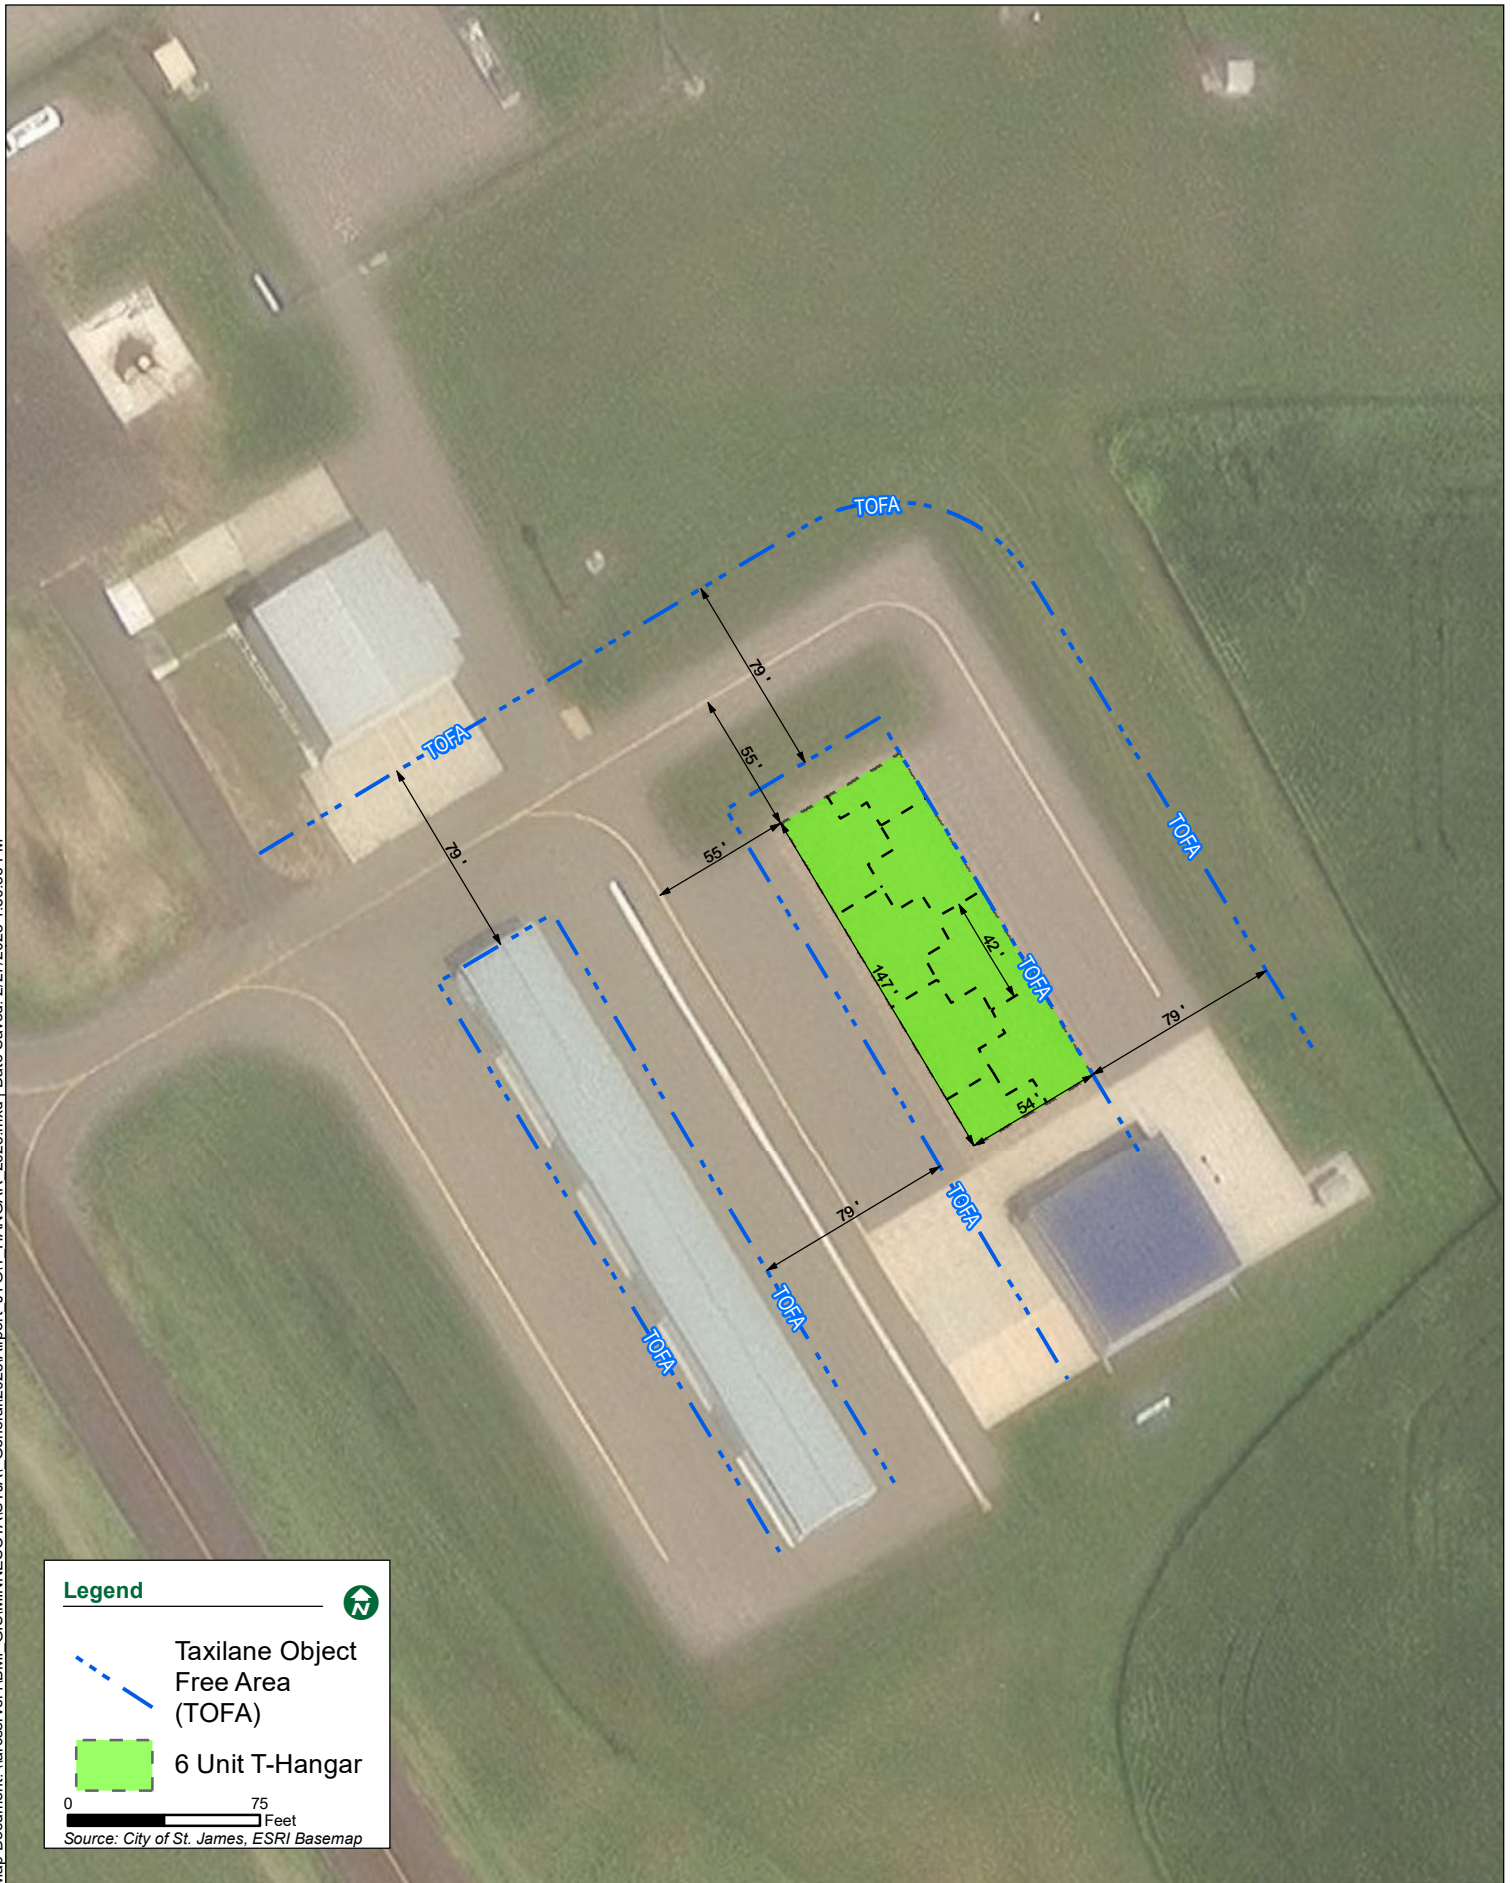 TOFA
79 '
TOFA
55 '
79 '
55 '
TOFA
42 '
TOFA
147 '
79 '
54 '
79 '
TOFA
TOFA
TOFA
Legend
N
Taxilane Object
Free Area
(TOFA)
6 Unit T-Hangar
0 75
Feet
Source: City of St. James, ESRI Basemap